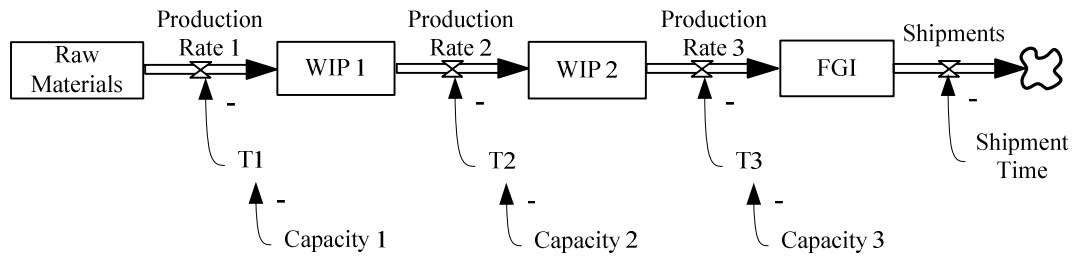 Production
Rate 1
Production
Rate 2
Production
Rate 3
Shipments
Raw
Materials
WIP 1
WIP 2
FGI
-
-
-
-
T1
T2
T3
Shipment
Time
-
-
-
Capacity 1
Capacity 2
Capacity 3